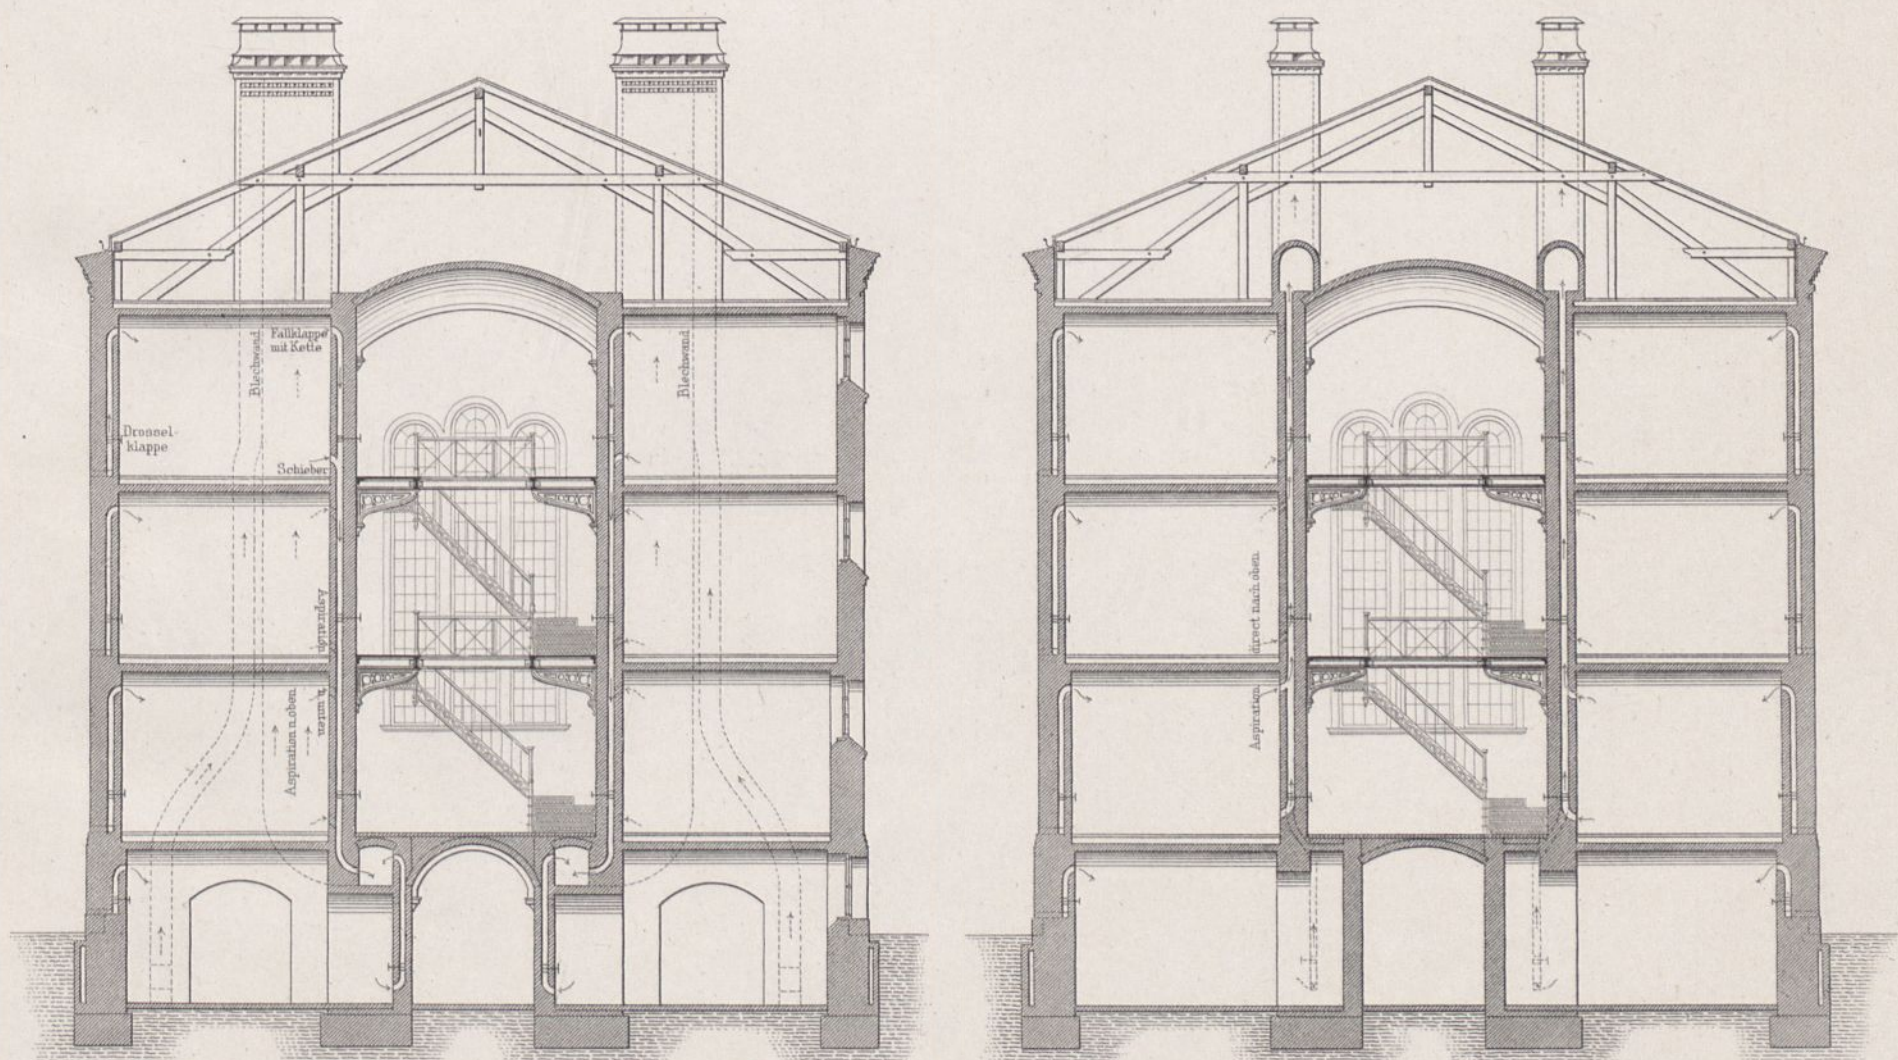 Blechwand
Fallklappe
mit Kette
Blechwand
Drossel-
klappe
Schieber
Aspiration
n. unten
Aspiration n. oben
direct nach oben.
Aspiration